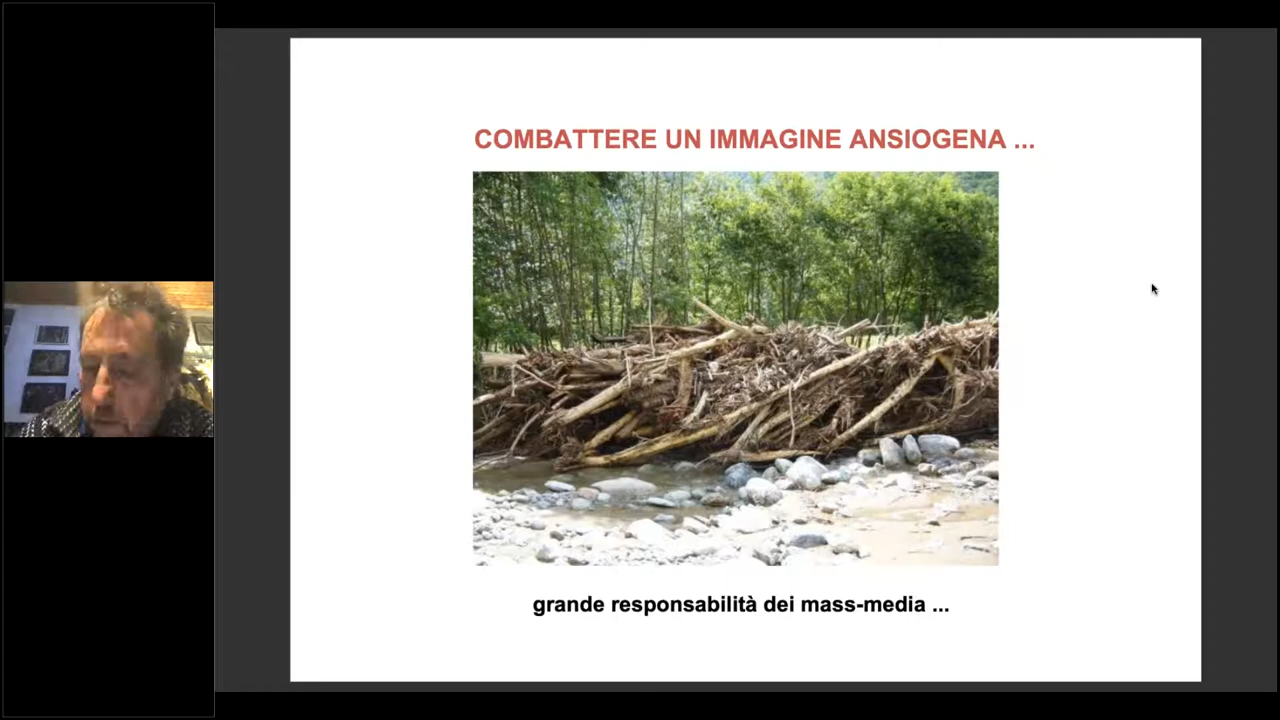 COMBATTERE UN IMMAGINE ANSIOGENA ...
grande responsabilità dei mass-media ...